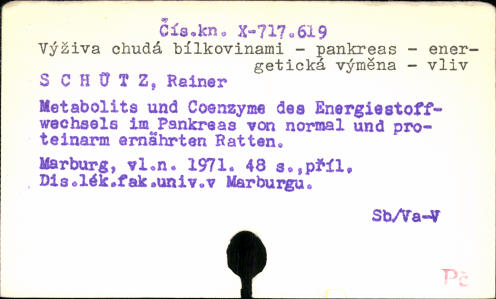 Čís.kn. X-717.619
Výživa chudá bílkovinami - pankreas - ener-
getická výměna - vliv
S C H Ü T Z, Rainer
Metabolits und Coenzyme des Energiestoff-
wechsels im Pankreas von normal und pro-
teinarm ernährten Ratten.
Marburg, vl.n. 1971. 48 s.,příl.
Dis.lék.fak.univ.v Marburgu.
Sb/Va-V
Pč